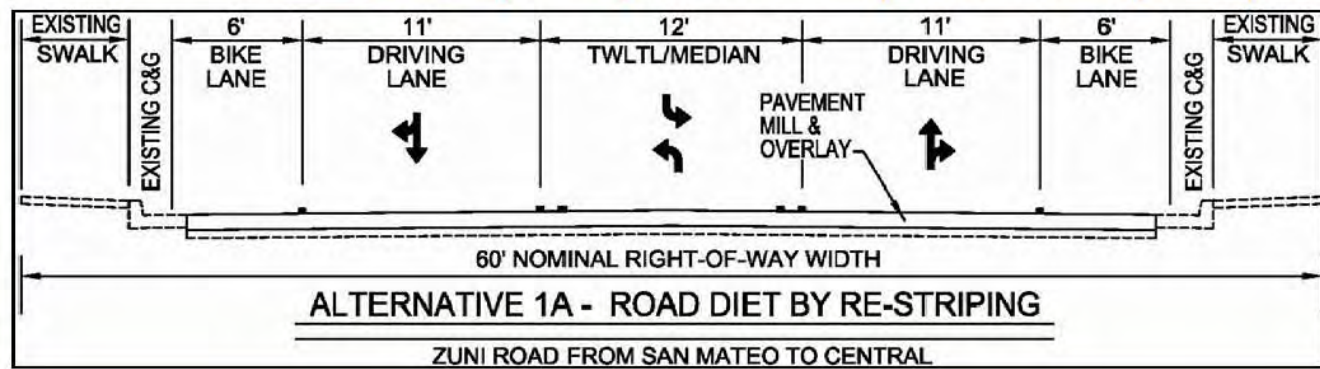 EXISTING
SWALK
EXISTING C&G
6'
BIKE
LANE
11'
DRIVING
LANE
12'
TWLTL/MEDIAN
PAVEMENT
MILL &
OVERLAY
11'
DRIVING
LANE
6'
BIKE
LANE
EXISTING C&G
EXISTING
SWALK
60' NOMINAL RIGHT-OF-WAY WIDTH
ALTERNATIVE 1A - ROAD DIET BY RE-STRIPING
ZUNI ROAD FROM SAN MATEO TO CENTRAL